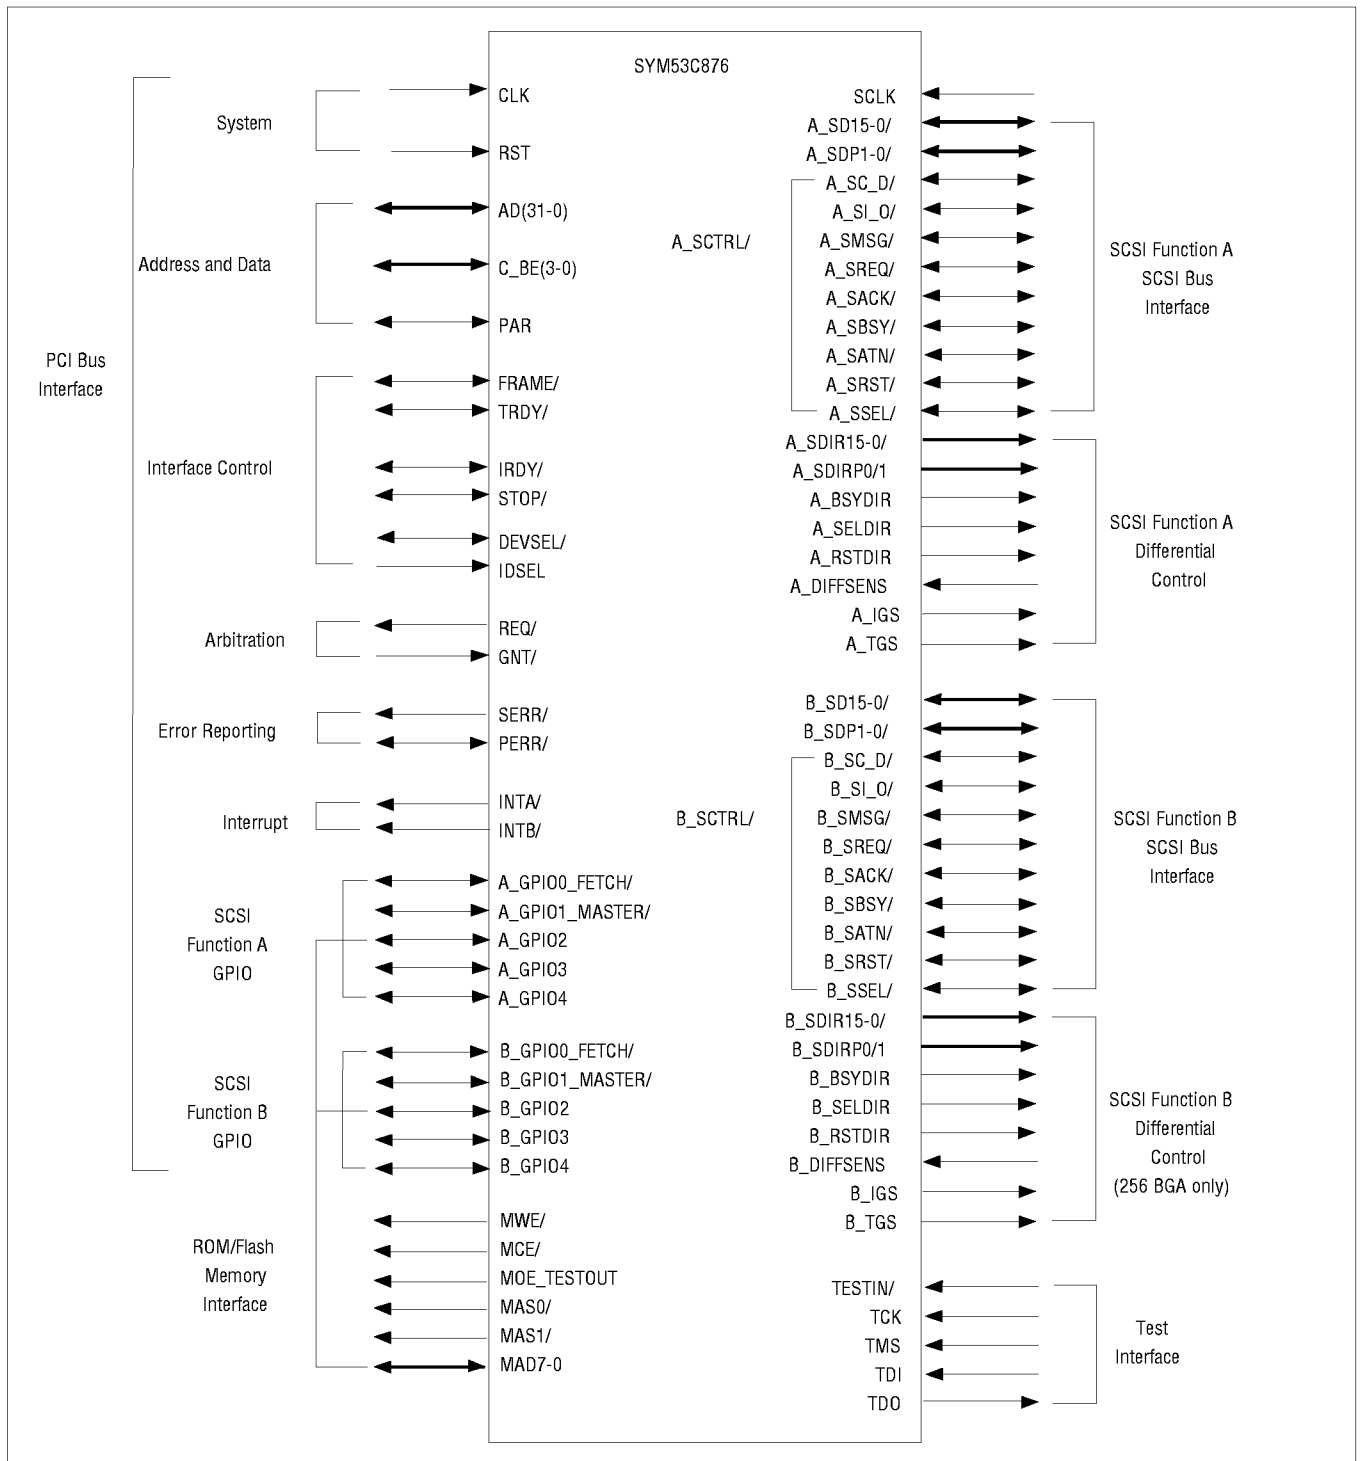 SYM53C876
PCI Bus
Interface
System
CLK
RST
Address and Data
AD(31-0)
C_BE(3-0)
PAR
Interface Control
FRAME/
TRDY/
IRDY/
STOP/
DEVSEL/
IDSEL
Arbitration
REQ/
GNT/
Error Reporting
SERR/
PERR/
Interrupt
INTA/
INTB/
SCSI
Function A
GPIO
A_GPIO0_FETCH/
A_GPIO1_MASTER/
A_GPIO2
A_GPIO3
A_GPIO4
SCSI
Function B
GPIO
B_GPIO0_FETCH/
B_GPIO1_MASTER/
B_GPIO2
B_GPIO3
B_GPIO4
ROM/Flash
Memory
Interface
MWE/
MCE/
MOE_TESTOUT
MAS0/
MAS1/
MAD7-0
SCLK
A_SD15-0/
A_SDP1-0/
A_SCTRL/
A_SC_D/
A_SI_O/
A_SMSG/
A_SREQ/
A_SACK/
A_SBSY/
A_SATN/
A_SRST/
A_SSEL/
SCSI Function A
SCSI Bus
Interface
A_SDIR15-0/
A_SDIRP0/1
A_BSYDIR
A_SELDIR
A_RSTDIR
A_DIFFSENS
A_IGS
A_TGS
SCSI Function A
Differential
Control
B_SD15-0/
B_SDP1-0/
B_SCTRL/
B_SC_D/
B_SI_O/
B_SMSG/
B_SREQ/
B_SACK/
B_SBSY/
B_SATN/
B_SRST/
B_SSEL/
SCSI Function B
SCSI Bus
Interface
B_SDIR15-0/
B_SDIRP0/1
B_BSYDIR
B_SELDIR
B_RSTDIR
B_DIFFSENS
B_IGS
B_TGS
SCSI Function B
Differential
Control
(256 BGA only)
TESTIN/
TCK
TMS
TDI
TDO
Test
Interface